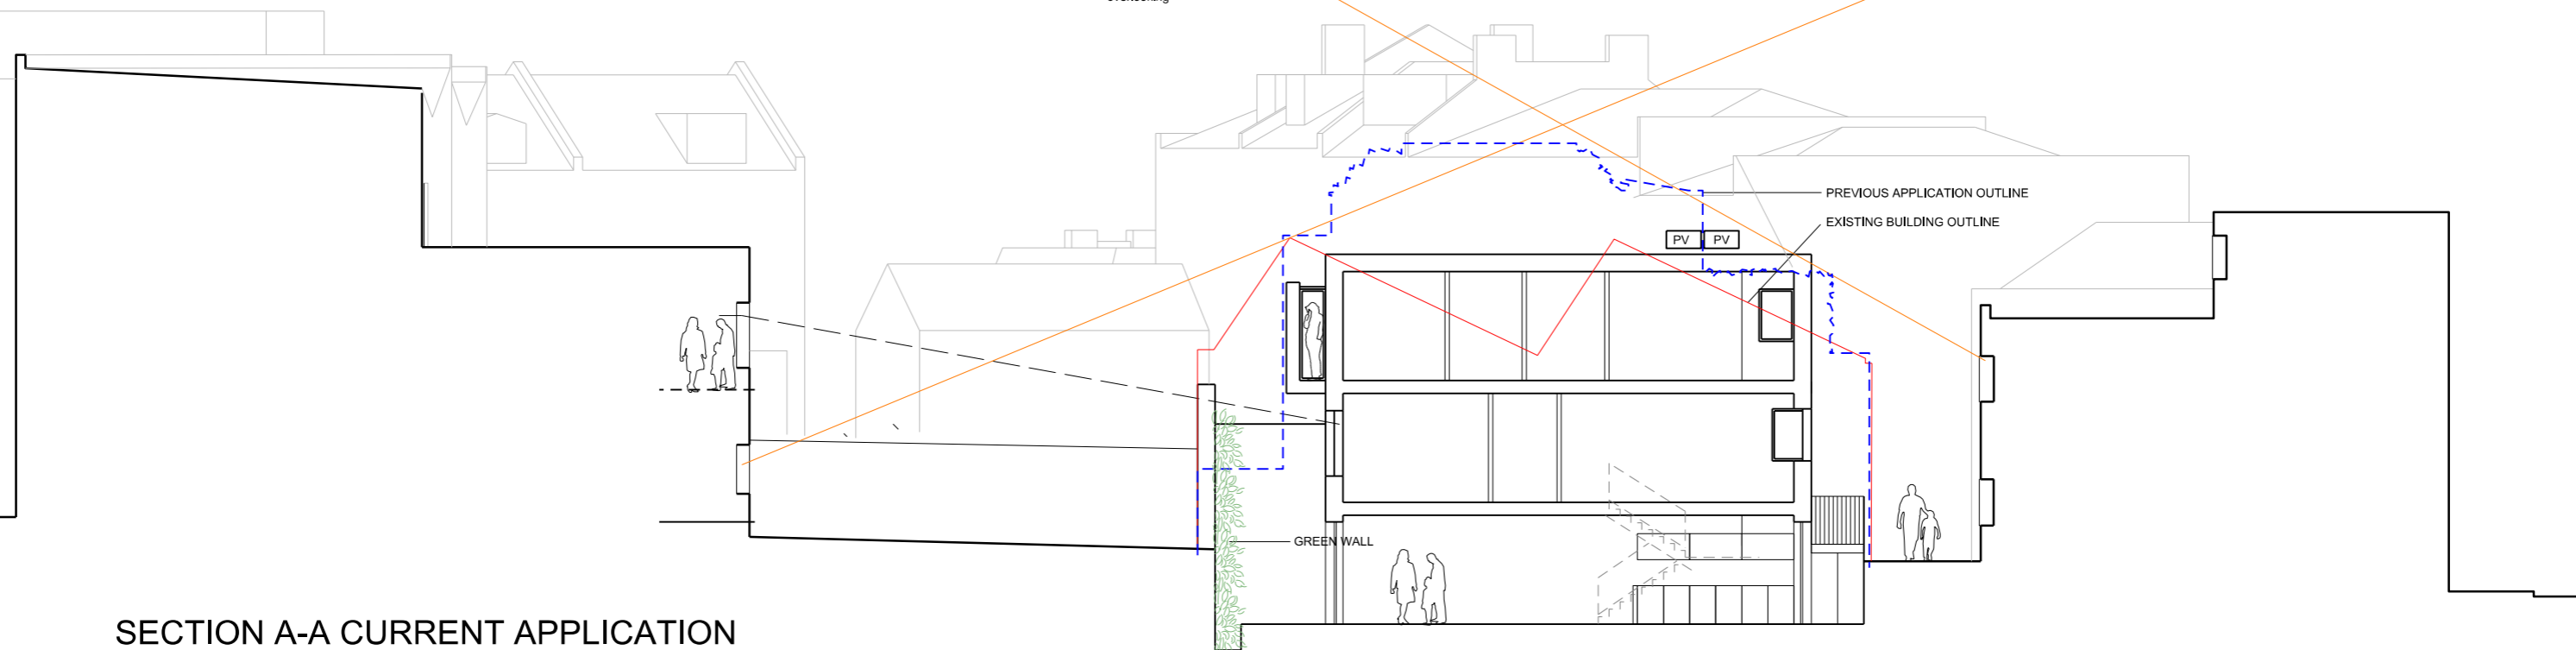 PREVIOUS APPLICATION OUTLINE
EXISTING BUILDING OUTLINE
PV PV
GREEN WALL
SECTION A-A CURRENT APPLICATION